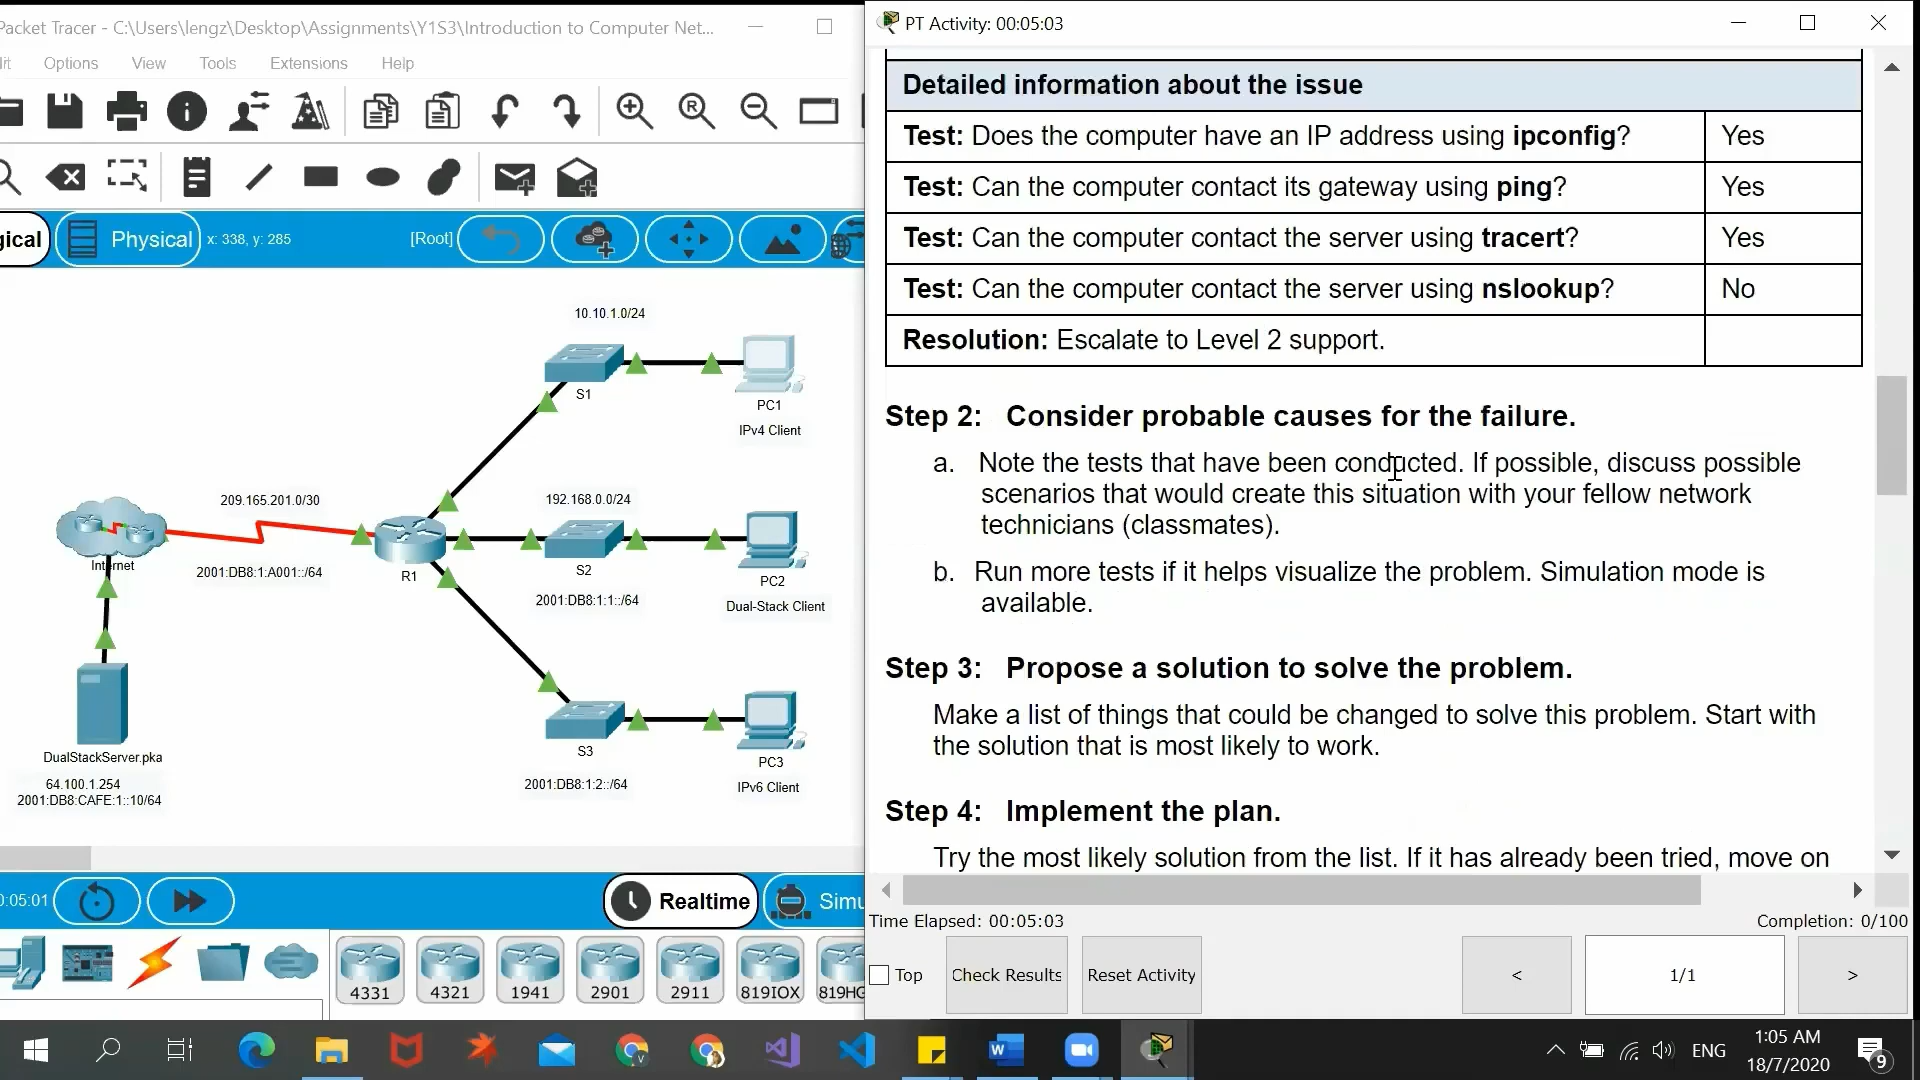 Packet Tracer - C:\Users\lengz\Desktop\Assignments\Y1S3\Introduction to Computer Net...
Options View Tools Extensions Help
Physical x: 338, y: 285 [Root]
10.10.1.0/24
S1
PC1
IPv4 Client
209.165.201.0/30
192.168.0.0/24
Internet
2001:DB8:1:A001::/64
R1
S2
PC2
2001:DB8:1:1::/64
Dual-Stack Client
DualStackServer.pka
64.100.1.254
2001:DB8:CAFE:1::10/64
S3
PC3
2001:DB8:1:2::/64
IPv6 Client
0:05:01
Realtime
Simu
4331 4321 1941 2901 2911 819IOX 819HG
PT Activity: 00:05:03
Detailed information about the issue
Test: Does the computer have an IP address using ipconfig? Yes
Test: Can the computer contact its gateway using ping? Yes
Test: Can the computer contact the server using tracert? Yes
Test: Can the computer contact the server using nslookup? No
Resolution: Escalate to Level 2 support.
Step 2: Consider probable causes for the failure.
a. Note the tests that have been conducted. If possible, discuss possible
scenarios that would create this situation with your fellow network
technicians (classmates).
b. Run more tests if it helps visualize the problem. Simulation mode is
available.
Step 3: Propose a solution to solve the problem.
Make a list of things that could be changed to solve this problem. Start with
the solution that is most likely to work.
Step 4: Implement the plan.
Try the most likely solution from the list. If it has already been tried, move on
Time Elapsed: 00:05:03 Completion: 0/100
Top Check Results Reset Activity < 1/1 >
ENG
1:05 AM
18/7/2020
9